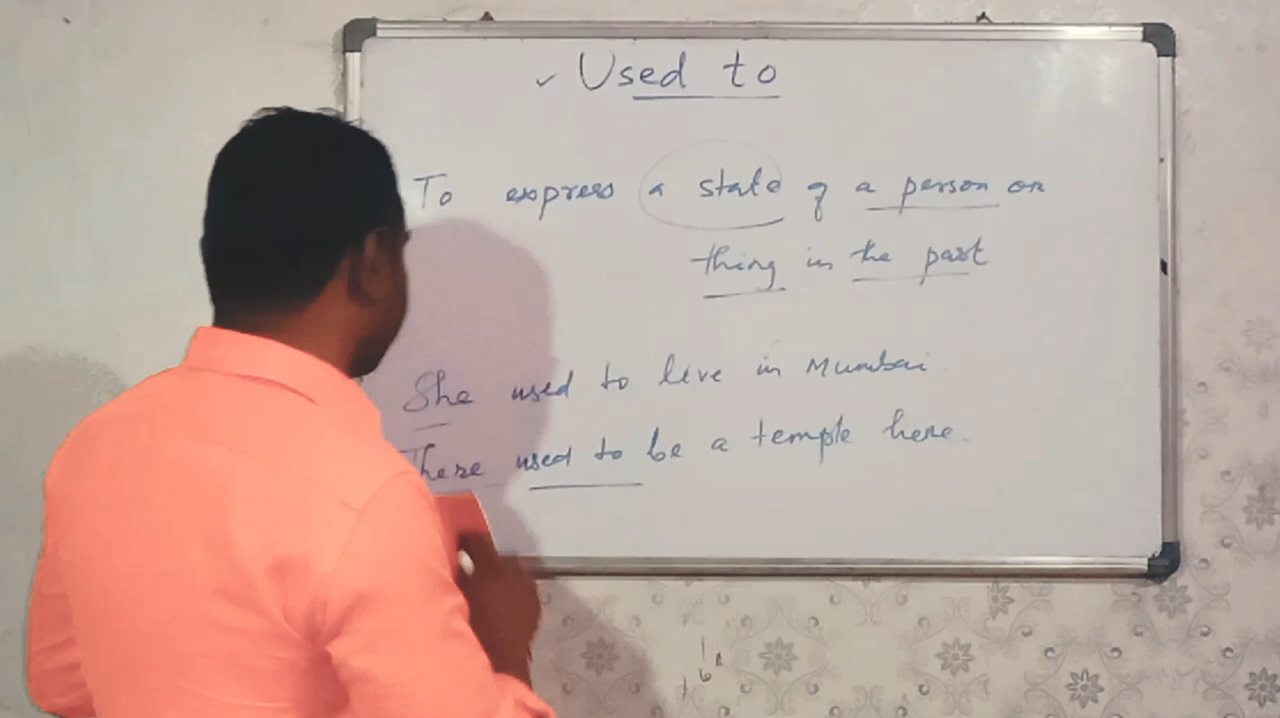 ✓ Used to
To express a state of a person or
thing in the past
She used to live in Mumbai.
There used to be a temple here.